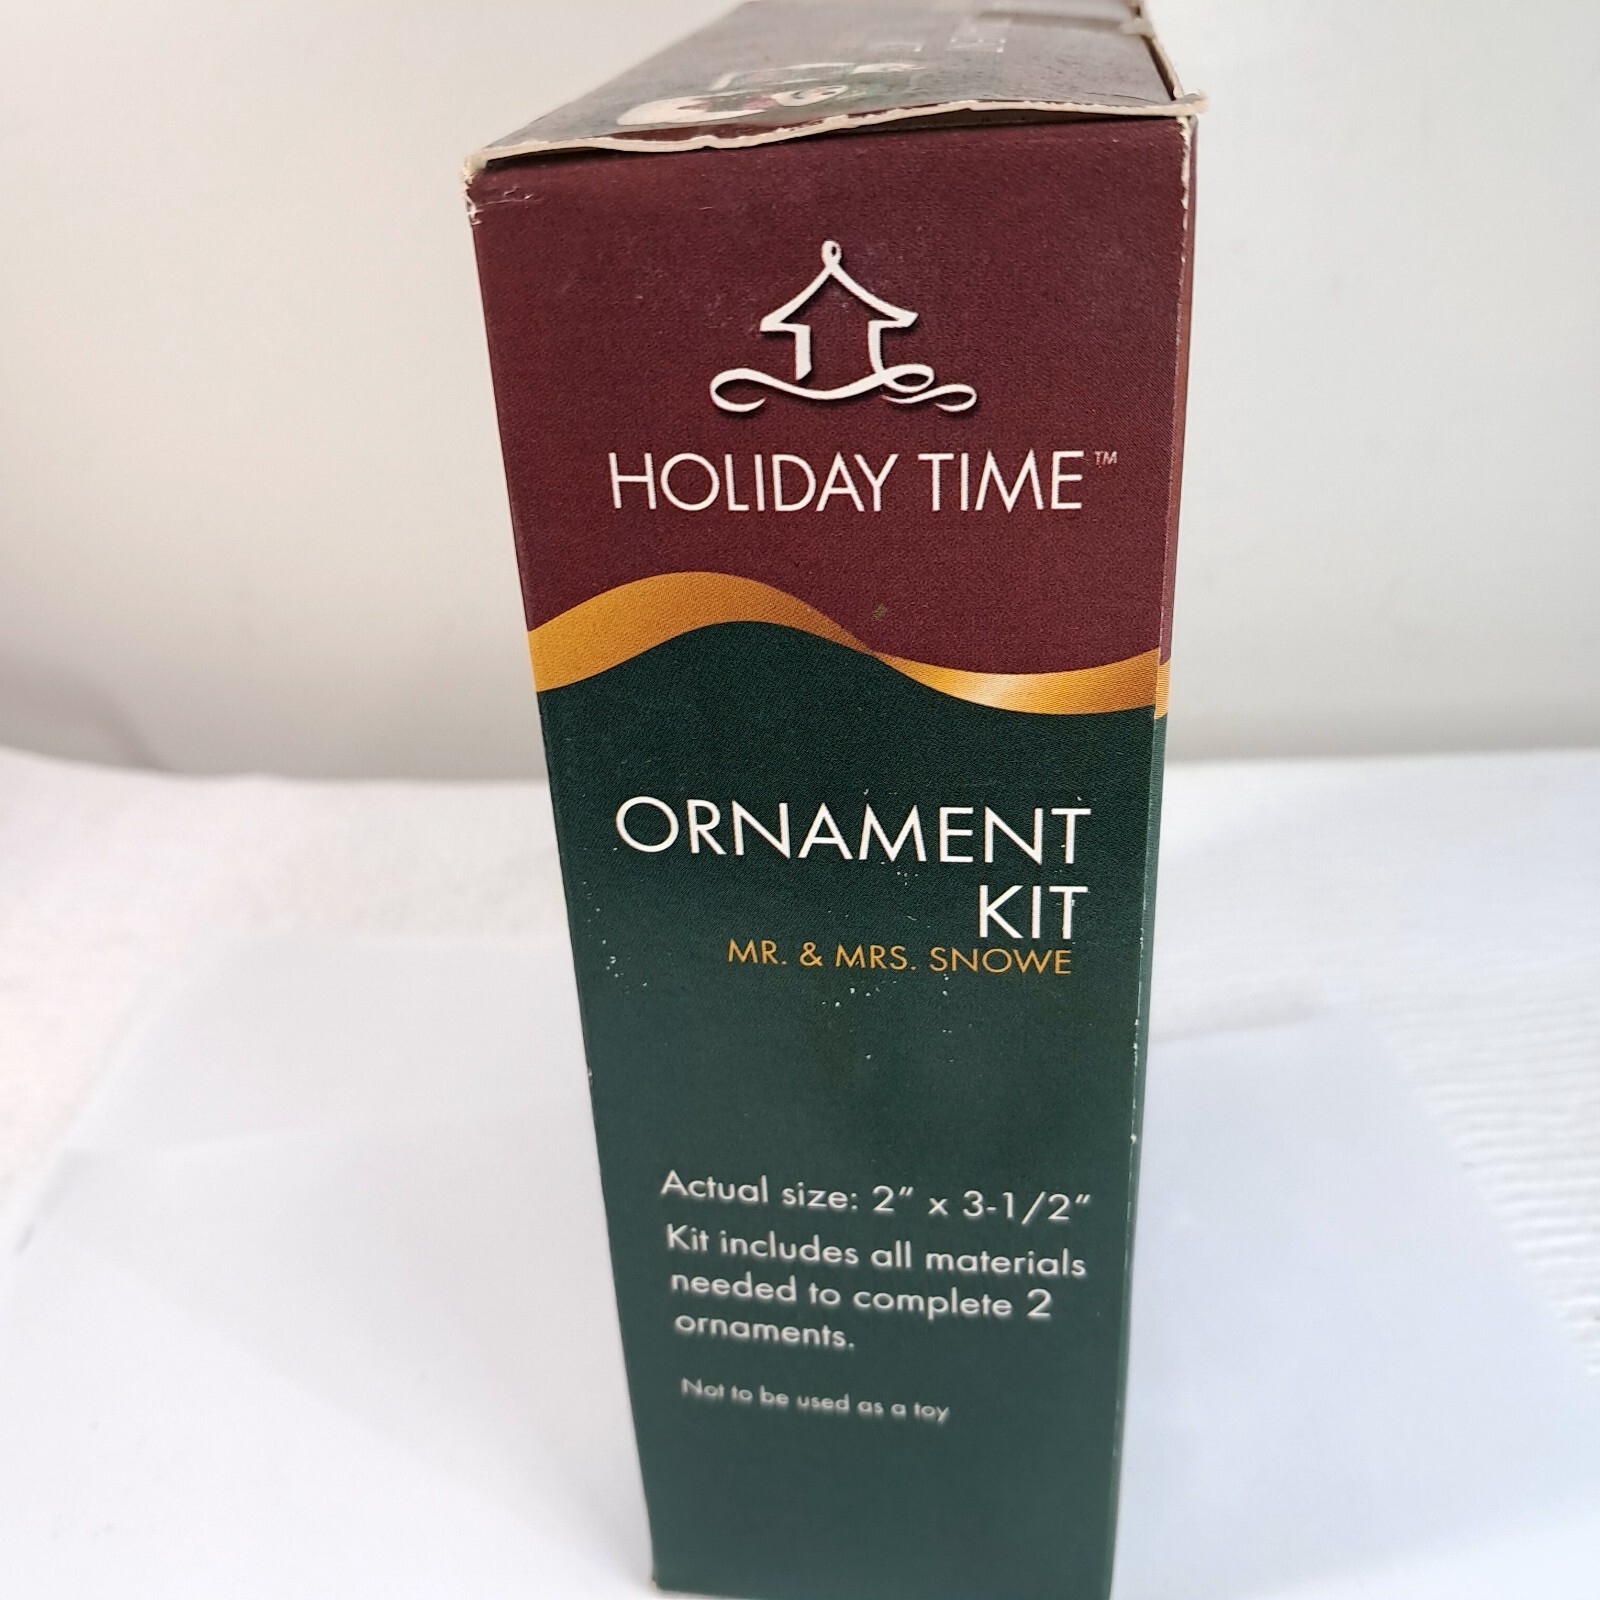 HOLIDAY TIME™
ORNAMENT
KIT
MR. & MRS. SNOWE
Actual size: 2" x 3-1/2"
Kit includes all materials
needed to complete 2
ornaments.
Not to be used as a toy